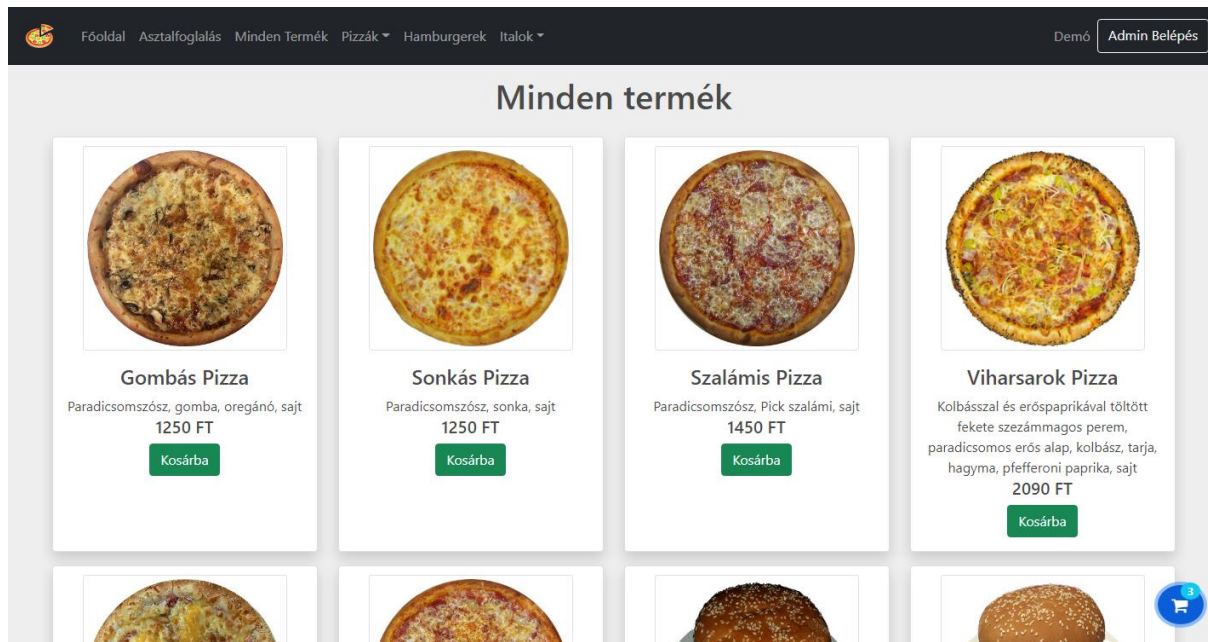 Főoldal Asztalfoglalás Minden Termék Pizzák Hamburgerek Italok Demó Admin Belépés
Minden termék
Gombás Pizza
Paradicsomszósz, gomba, oregánó, sajt
1250 FT
Kosárba
Sonkás Pizza
Paradicsomszósz, sonka, sajt
1250 FT
Kosárba
Szalámis Pizza
Paradicsomszósz, Pick szalámi, sajt
1450 FT
Kosárba
Viharsarok Pizza
Kolbásszal és erőspaprikával töltött
fekete szezámmagos perem,
paradicsomos erős alap, kolbász, tarja,
hagyma, pfefferoni paprika, sajt
2090 FT
Kosárba
3